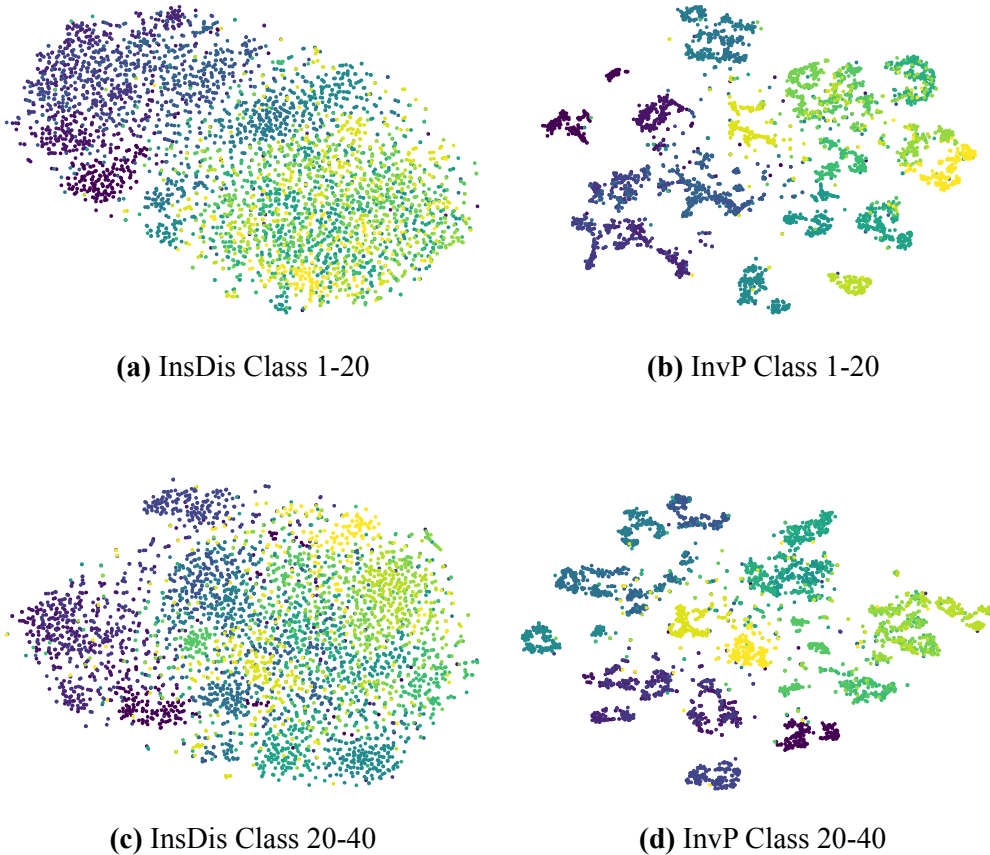 (a) InsDis Class 1-20
(b) InvP Class 1-20
(c) InsDis Class 20-40
(d) InvP Class 20-40